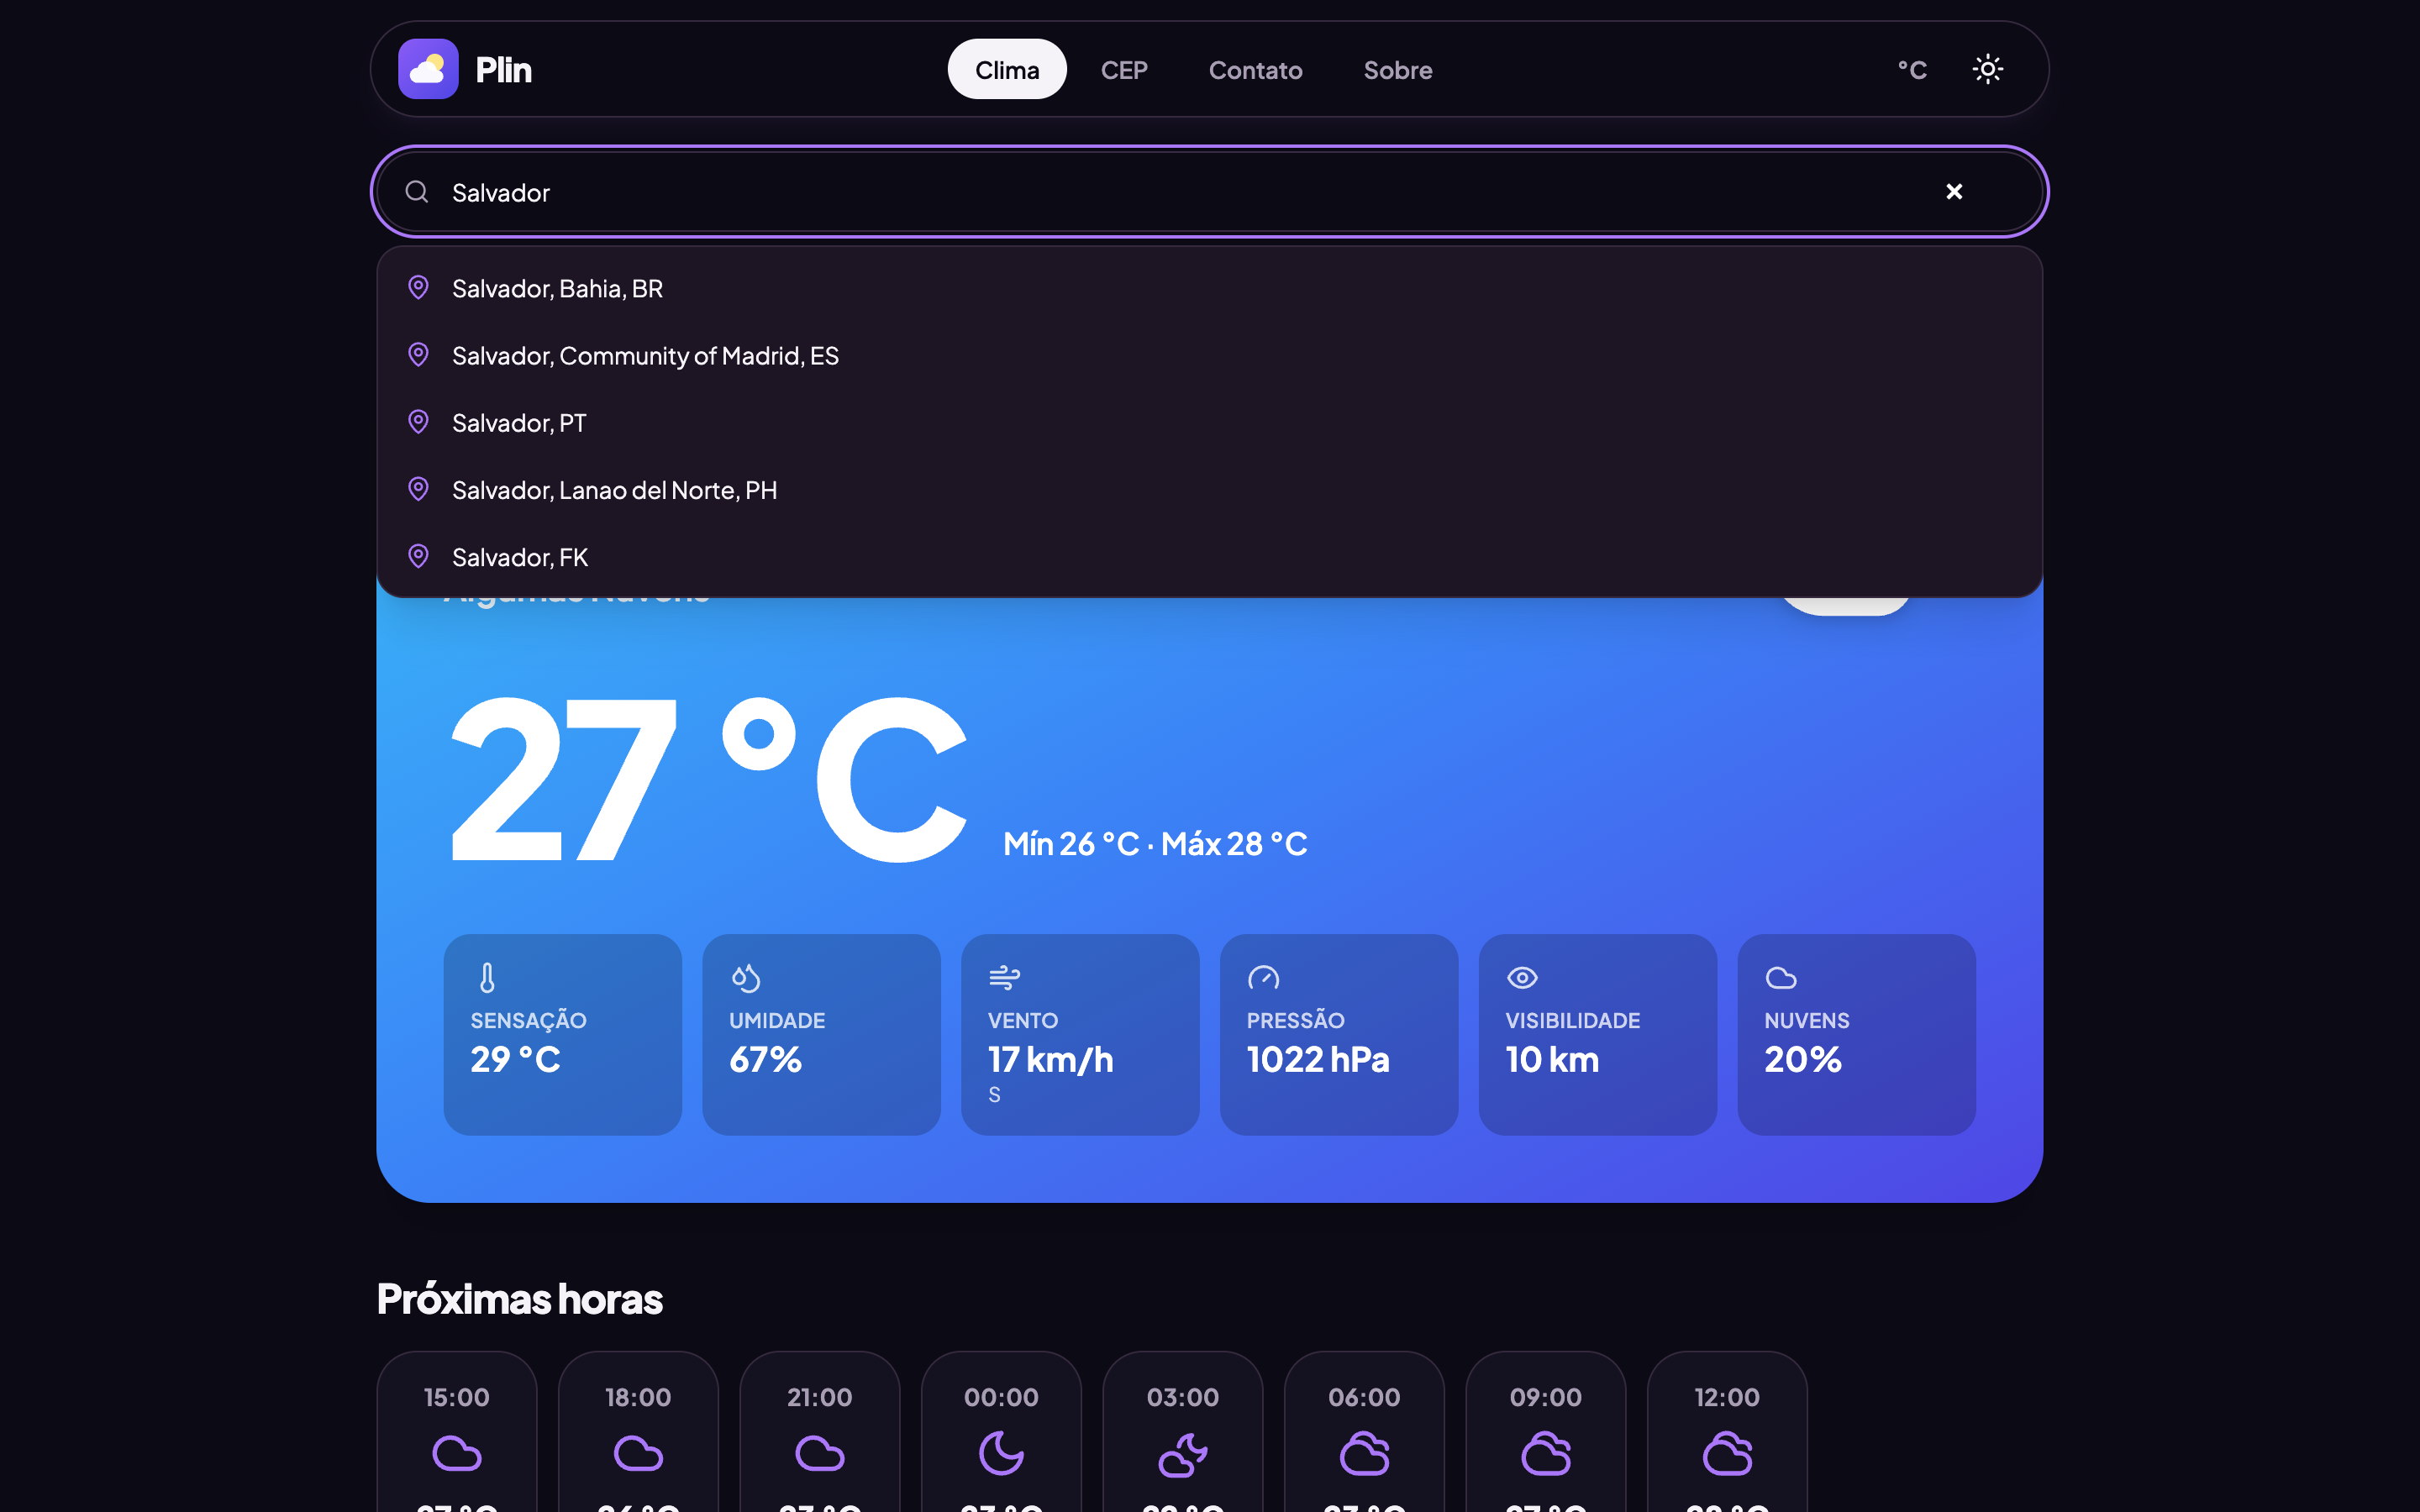 Plin
Clima
CEP
Contato
Sobre
°C
Salvador
Salvador, Bahia, BR
Salvador, Community of Madrid, ES
Salvador, PT
Salvador, Lanao del Norte, PH
Salvador, FK
27 °C
Mín 26 °C · Máx 28 °C
SENSAÇÃO
29 °C
UMIDADE
67%
VENTO
17 km/h
S
PRESSÃO
1022 hPa
VISIBILIDADE
10 km
NUVENS
20%
Próximas horas
15:00
18:00
21:00
00:00
03:00
06:00
09:00
12:00